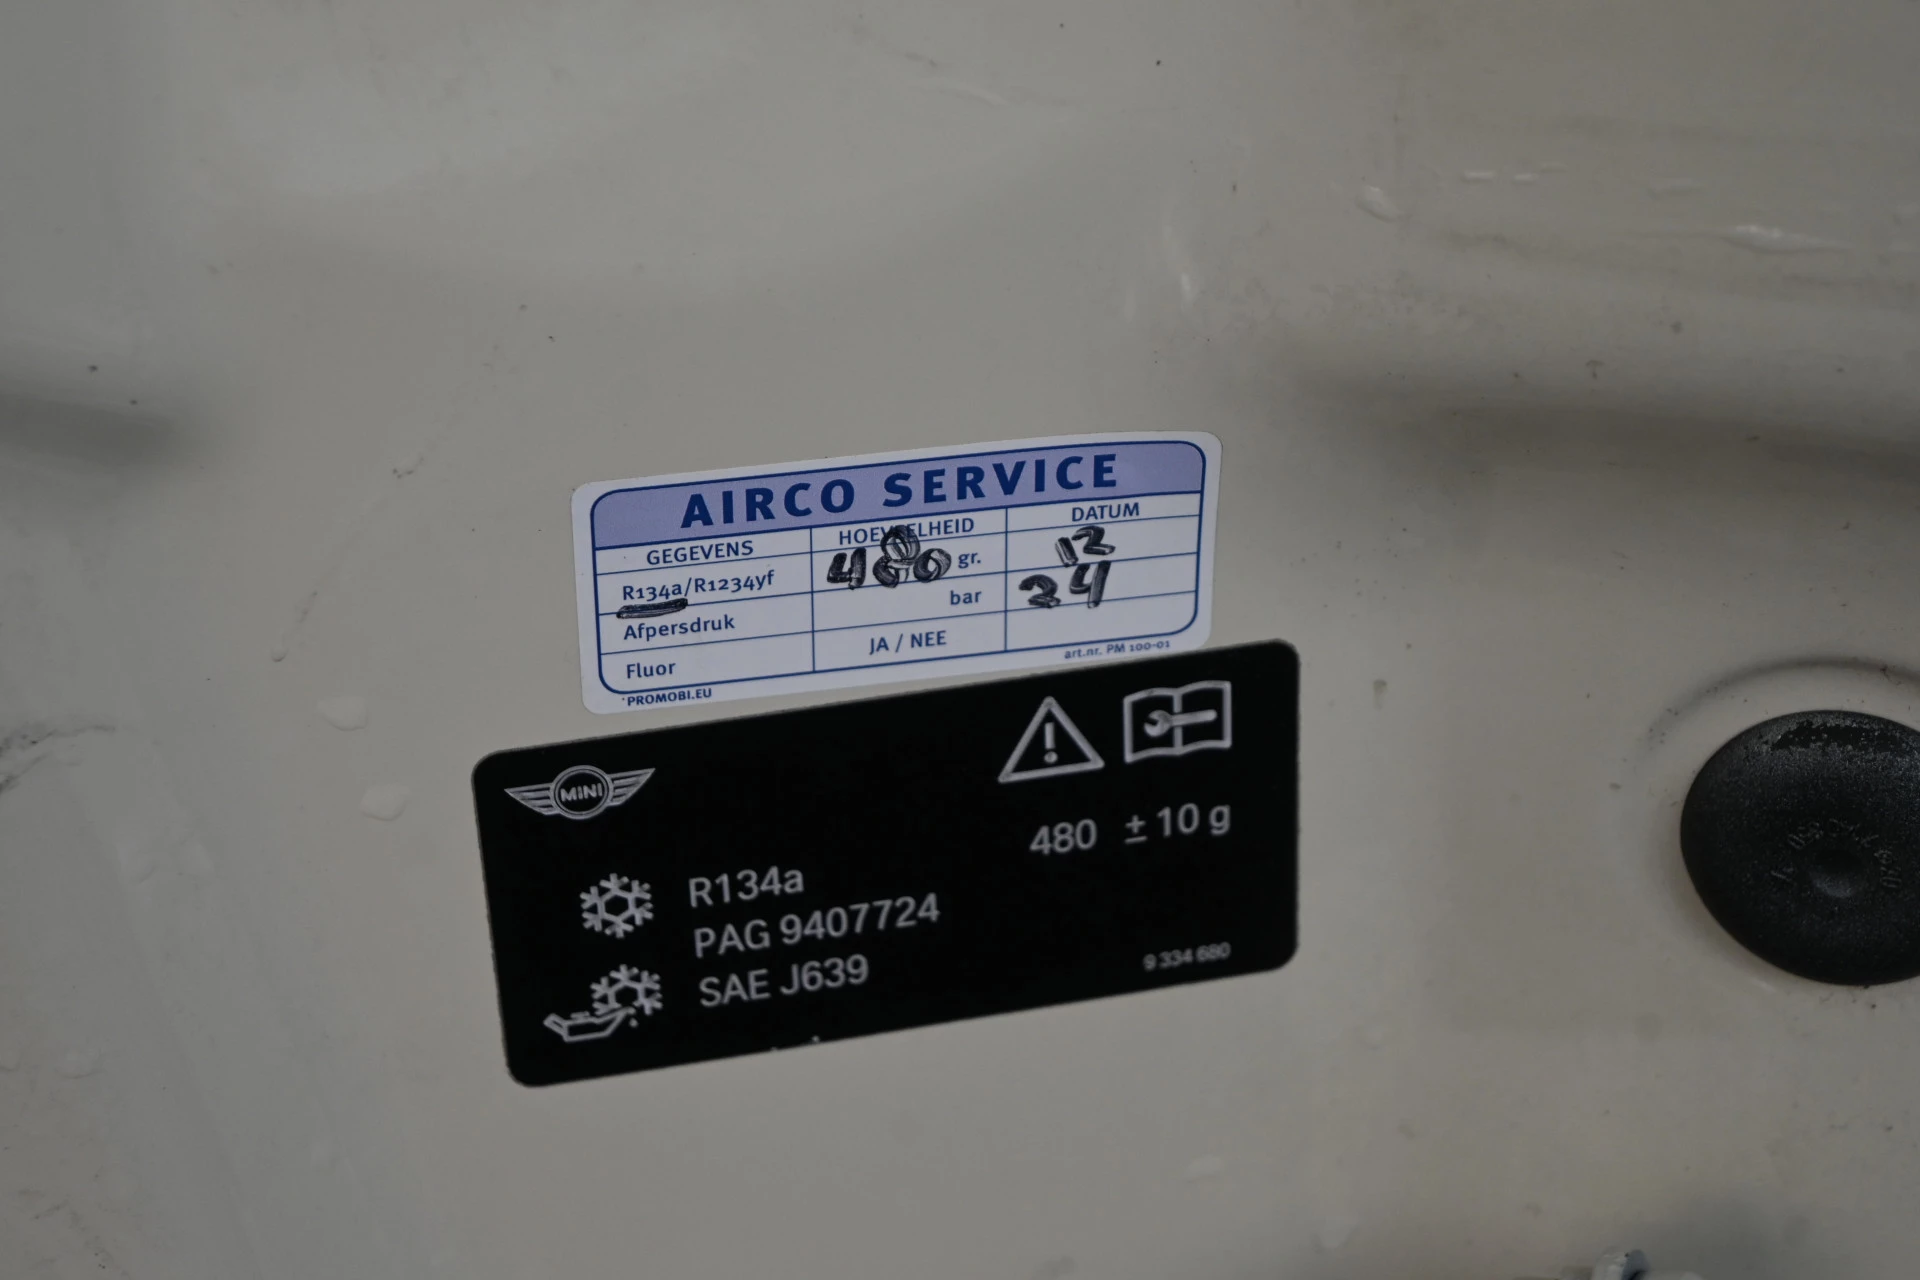 AIRCO SERVICE
GEGEVENS HOEVEELHEID DATUM
R134a/R1234yf 480 gr. 12
Afpersdruk bar 24
Fluor JA / NEE
PROMOBI.EU art.nr. PM 100-01
MINI
480 ± 10 g
R134a
PAG 9407724
SAE J639
9 334 680